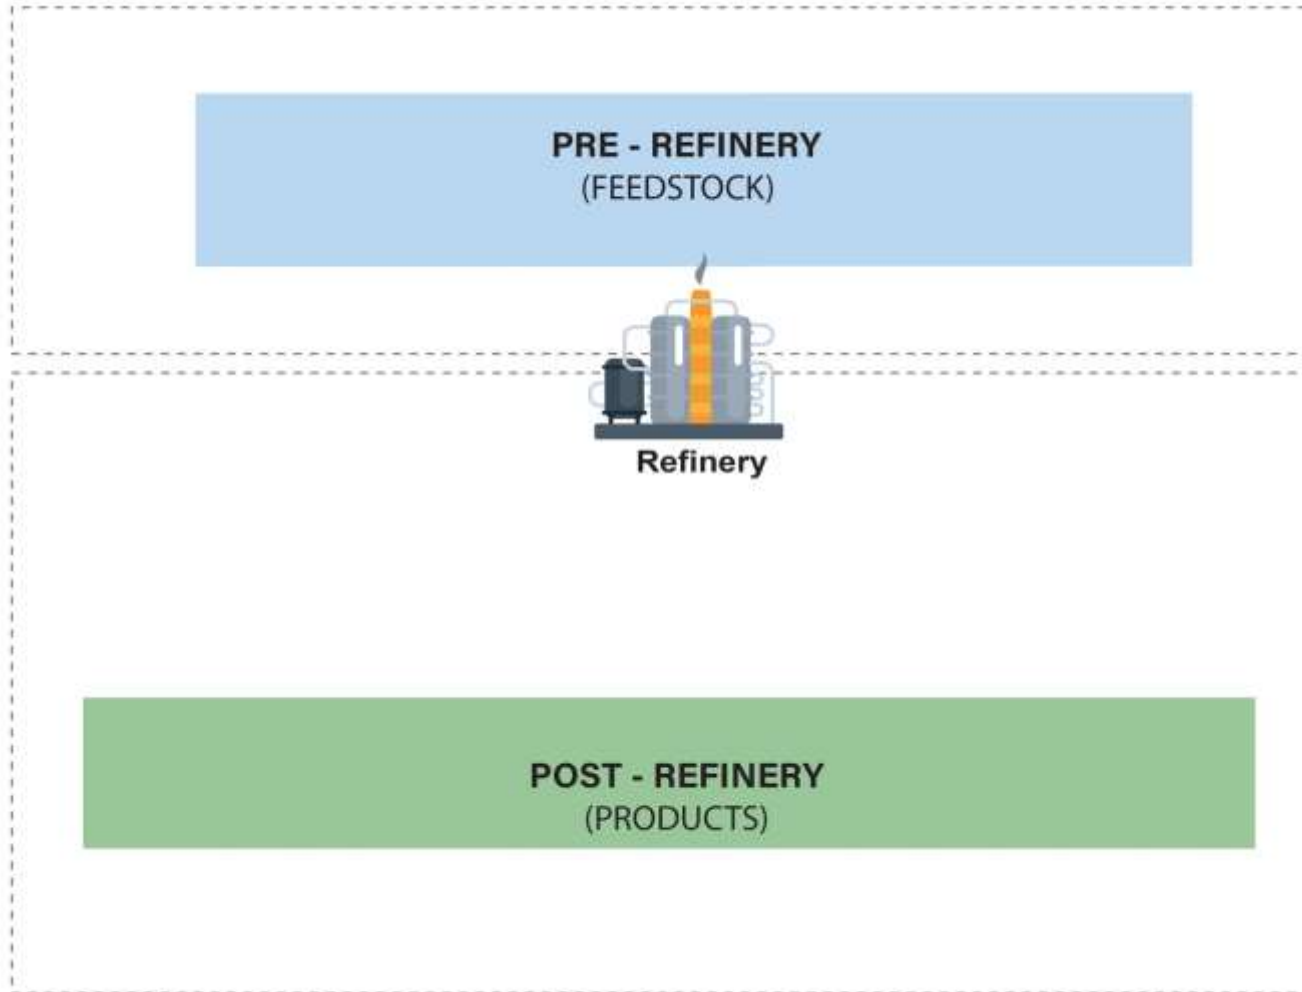 PRE - REFINERY
(FEEDSTOCK)
Refinery
POST - REFINERY
(PRODUCTS)